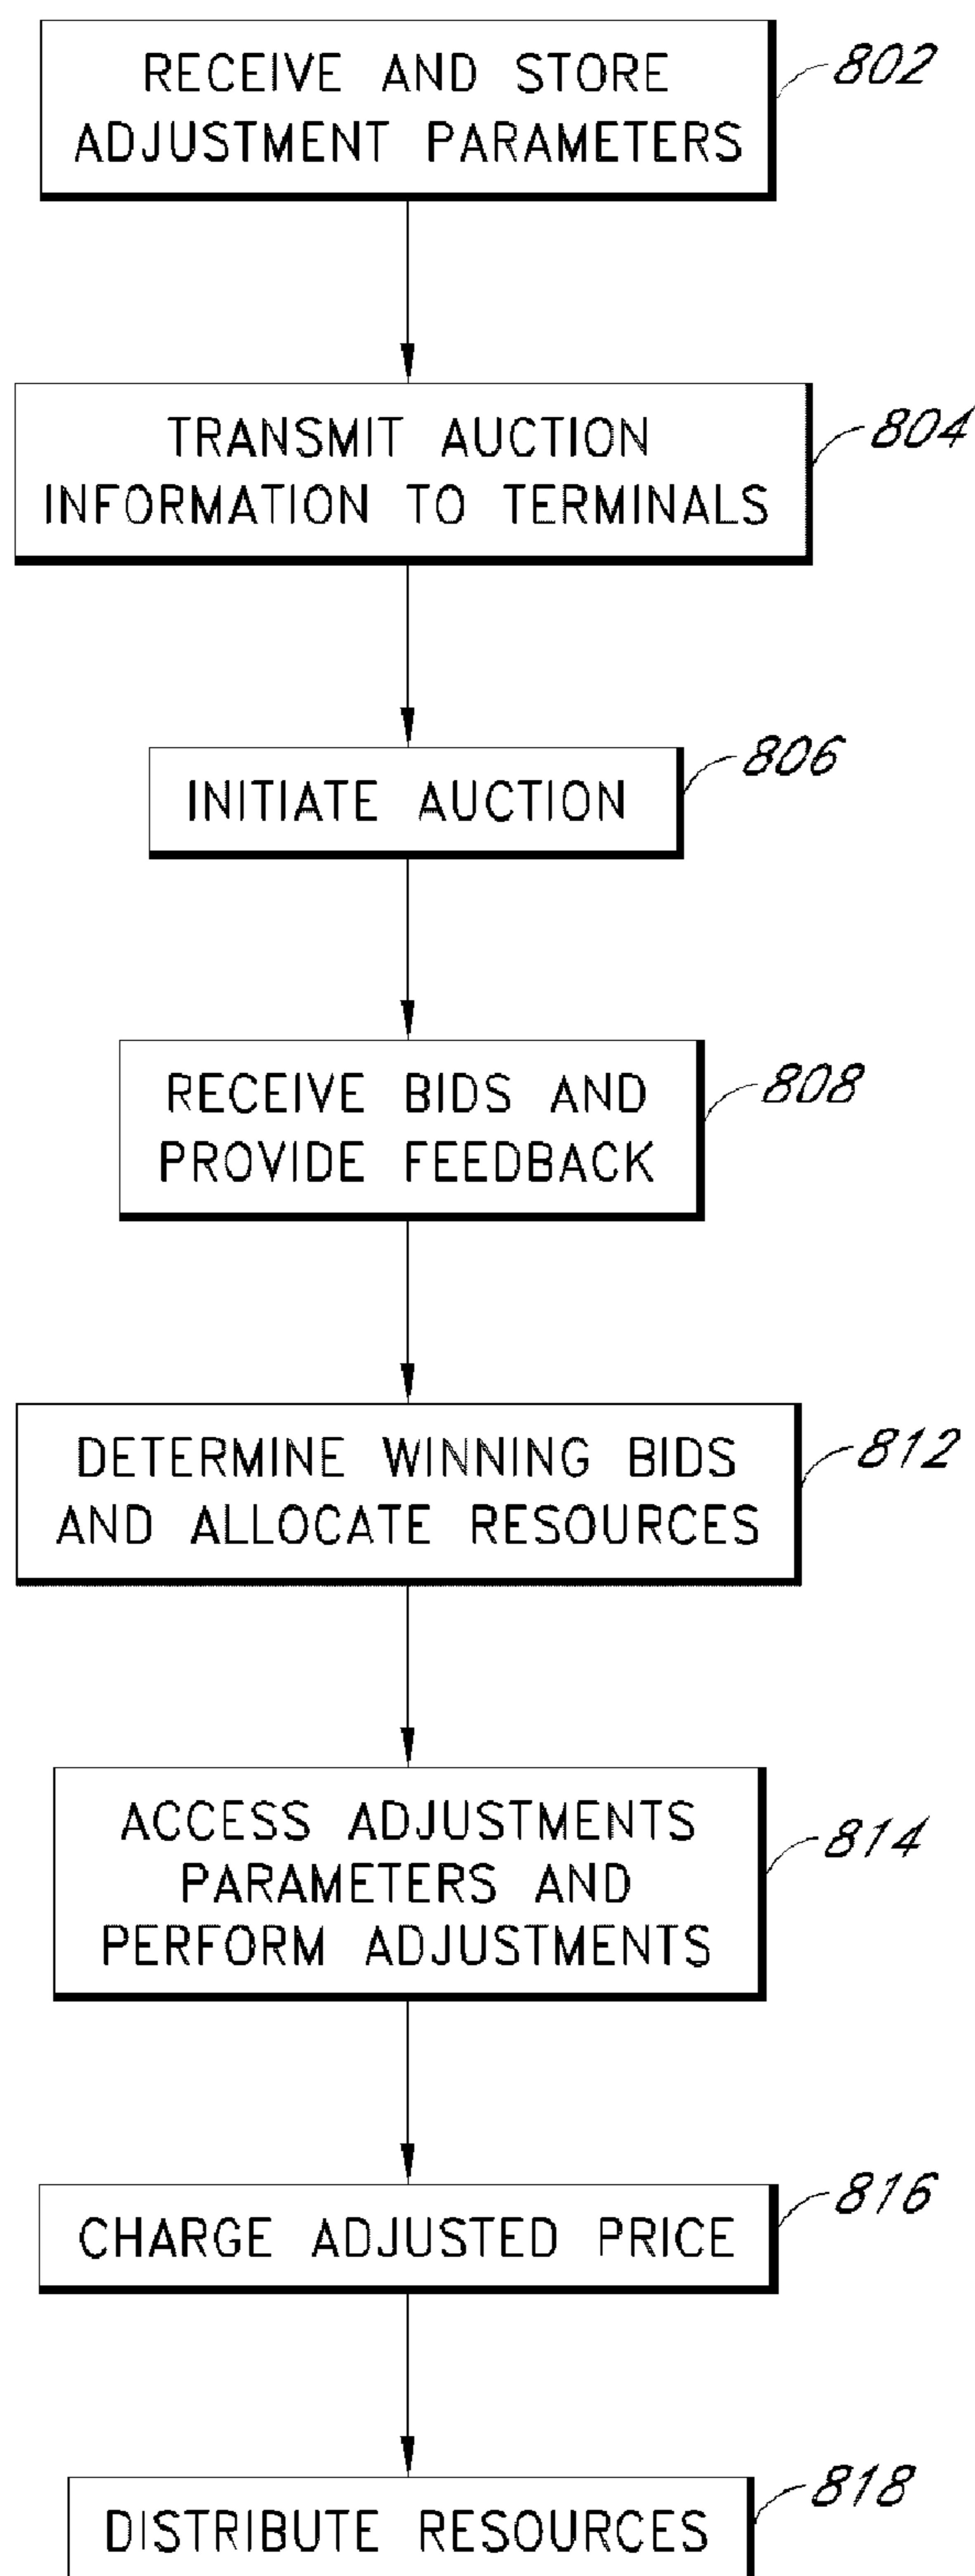 RECEIVE AND STORE
ADJUSTMENT PARAMETERS
802
TRANSMIT AUCTION
INFORMATION TO TERMINALS
804
INITIATE AUCTION
806
RECEIVE BIDS AND
PROVIDE FEEDBACK
808
DETERMINE WINNING BIDS
AND ALLOCATE RESOURCES
812
ACCESS ADJUSTMENTS
PARAMETERS AND
PERFORM ADJUSTMENTS
814
CHARGE ADJUSTED PRICE
816
DISTRIBUTE RESOURCES
818